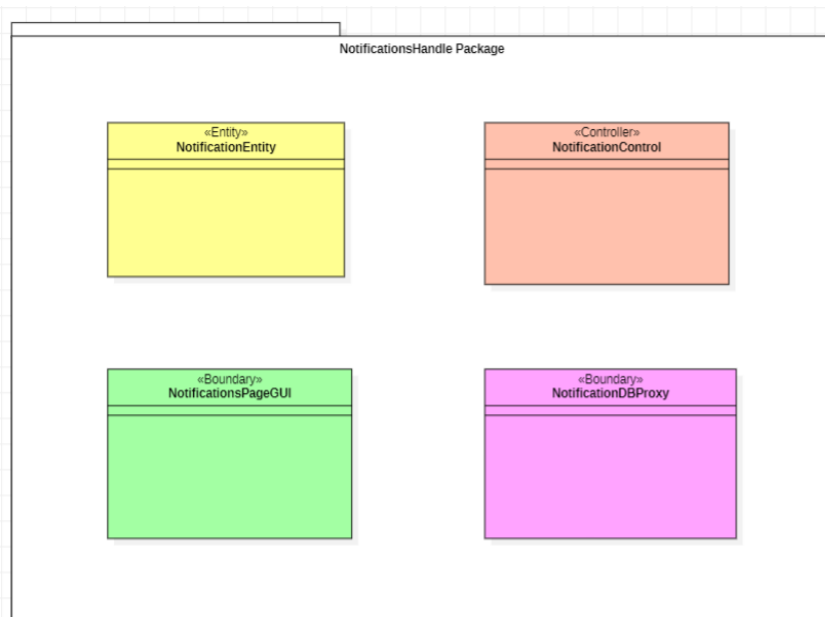 NotificationsHandle Package
«Entity»
NotificationEntity
«Controller»
NotificationControl
«Boundary»
NotificationsPageGUI
«Boundary»
NotificationDBProxy